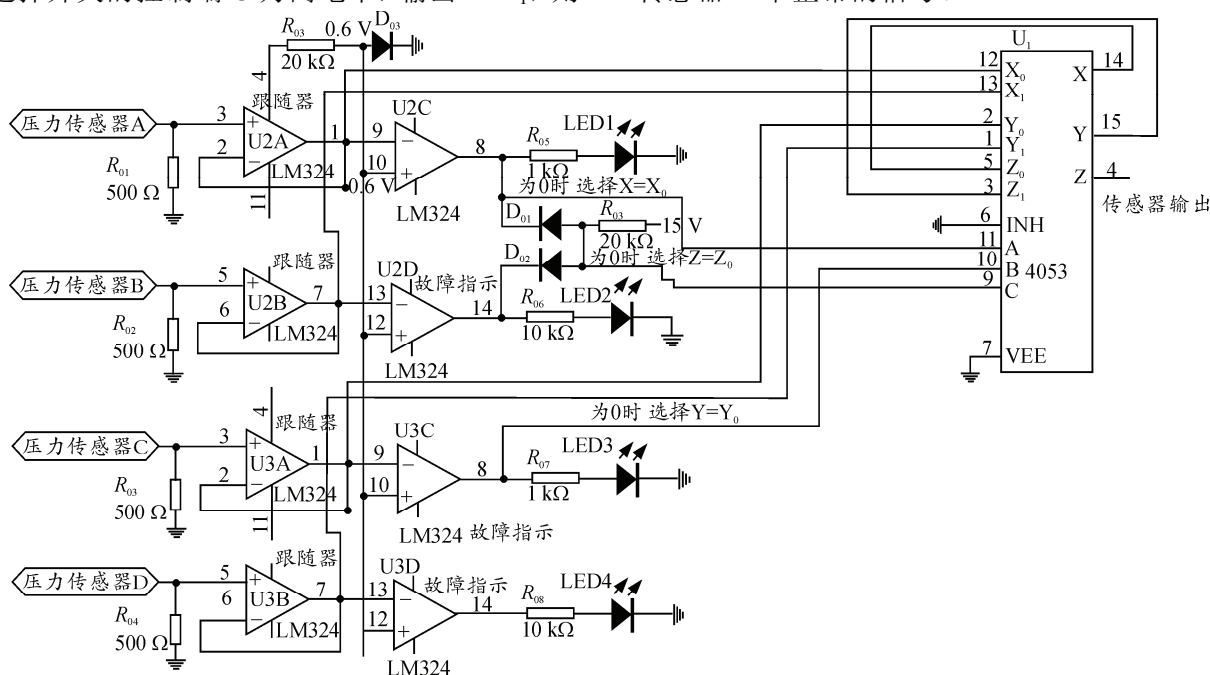 R03
0.6 V
D03
20 kΩ
U1
4
跟随器
12
X0
X
14
13
X1
压力传感器A
3
+
U2A
1
U2C
9
−
8
R05
LED1
2
Y0
Y
15
2
−
LM324
1
Y1
10
+
1 kΩ
5
Z0
Z
4
R01
500 Ω
11
0.6 V
LM324
为0时 选择X=X0
3
Z1
传感器输出
D01
R03
15 V
20 kΩ
6
INH
D02
为0时 选择Z=Z0
11
A
跟随器
10
B
4053
9
C
压力传感器B
5
+
U2B
7
U2D
故障指示
13
−
14
R06
LED2
6
−
LM324
12
+
10 kΩ
R02
500 Ω
LM324
7
VEE
4
跟随器
为0时 选择Y=Y0
压力传感器C
3
+
U3A
1
U3C
9
−
8
R07
LED3
2
−
LM324
10
+
1 kΩ
R03
500 Ω
11
LM324
故障指示
跟随器
压力传感器D
5
+
U3B
7
U3D
故障指示
13
−
14
R08
LED4
6
−
LM324
12
+
10 kΩ
R04
500 Ω
LM324